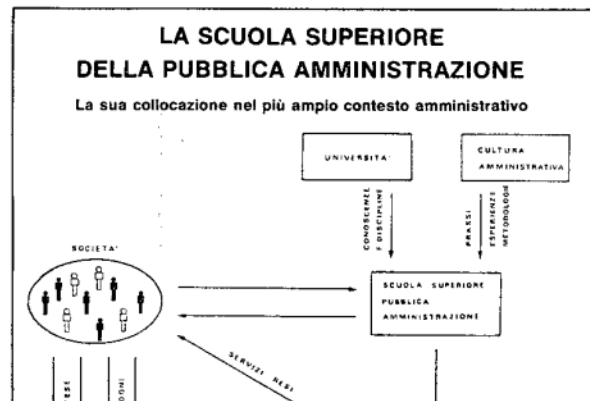 LA SCUOLA SUPERIORE
DELLA PUBBLICA AMMINISTRAZIONE
La sua collocazione nel più ampio contesto amministrativo
UNIVERSITA'
CULTURA
AMMINISTRATIVA
CONOSCENZE
E DISCIPLINE
PRASSI
ESPERIENZE
METODOLOGIE
SOCIETA'
SCUOLA SUPERIORE
PUBBLICA
AMMINISTRAZIONE
SERVIZI RESI